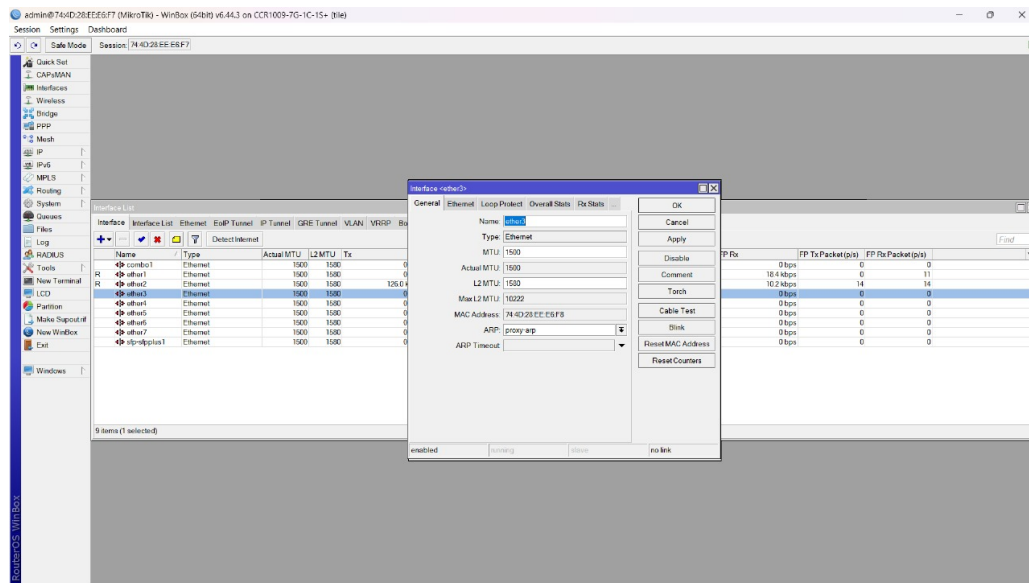 admin@74:4D:28:EE:E6:F7 (MikroTik) - WinBox (64bit) v6.44.3 on CCR1009-7G-1C-1S+ (tile)
Session Settings Dashboard
Safe Mode Session: 74:4D:28:EE:E6:F7
Quick Set
CAPsMAN
Interfaces
Wireless
Bridge
PPP
Mesh
IP
IPv6
MPLS
Routing
System
Queues
Files
Log
RADIUS
Tools
New Terminal
LCD
Partition
Make Supout.rif
New WinBox
Exit
Windows
RouterOS WinBox
Interface List
Interface Interface List Ethernet EoIP Tunnel IP Tunnel GRE Tunnel VLAN VRRP Bo
Detect Internet
Find
Name Type Actual MTU L2 MTU Tx FP Rx FP Tx Packet (p/s) FP Rx Packet (p/s)
combo1 Ethernet 1500 1580 0 0 bps 0 0
R ether1 Ethernet 1500 1580 18.4 kbps 0 11
R ether2 Ethernet 1500 1580 126.0 10.2 kbps 14 14
ether3 Ethernet 1500 1580 0 0 bps 0 0
ether4 Ethernet 1500 1580 0 0 bps 0 0
ether5 Ethernet 1500 1580 0 0 bps 0 0
ether6 Ethernet 1500 1580 0 0 bps 0 0
ether7 Ethernet 1500 1580 0 0 bps 0 0
sfp-sfpplus1 Ethernet 1500 1580 0 0 bps 0 0
9 items (1 selected)
Interface <ether3>
General Ethernet Loop Protect Overall Stats Rx Stats ...
Name: ether3
Type: Ethernet
MTU: 1500
Actual MTU: 1500
L2 MTU: 1580
Max L2 MTU: 10222
MAC Address: 74:4D:28:EE:E6:F8
ARP: proxy-arp
ARP Timeout:
OK
Cancel
Apply
Disable
Comment
Torch
Cable Test
Blink
Reset MAC Address
Reset Counters
enabled running slave no link